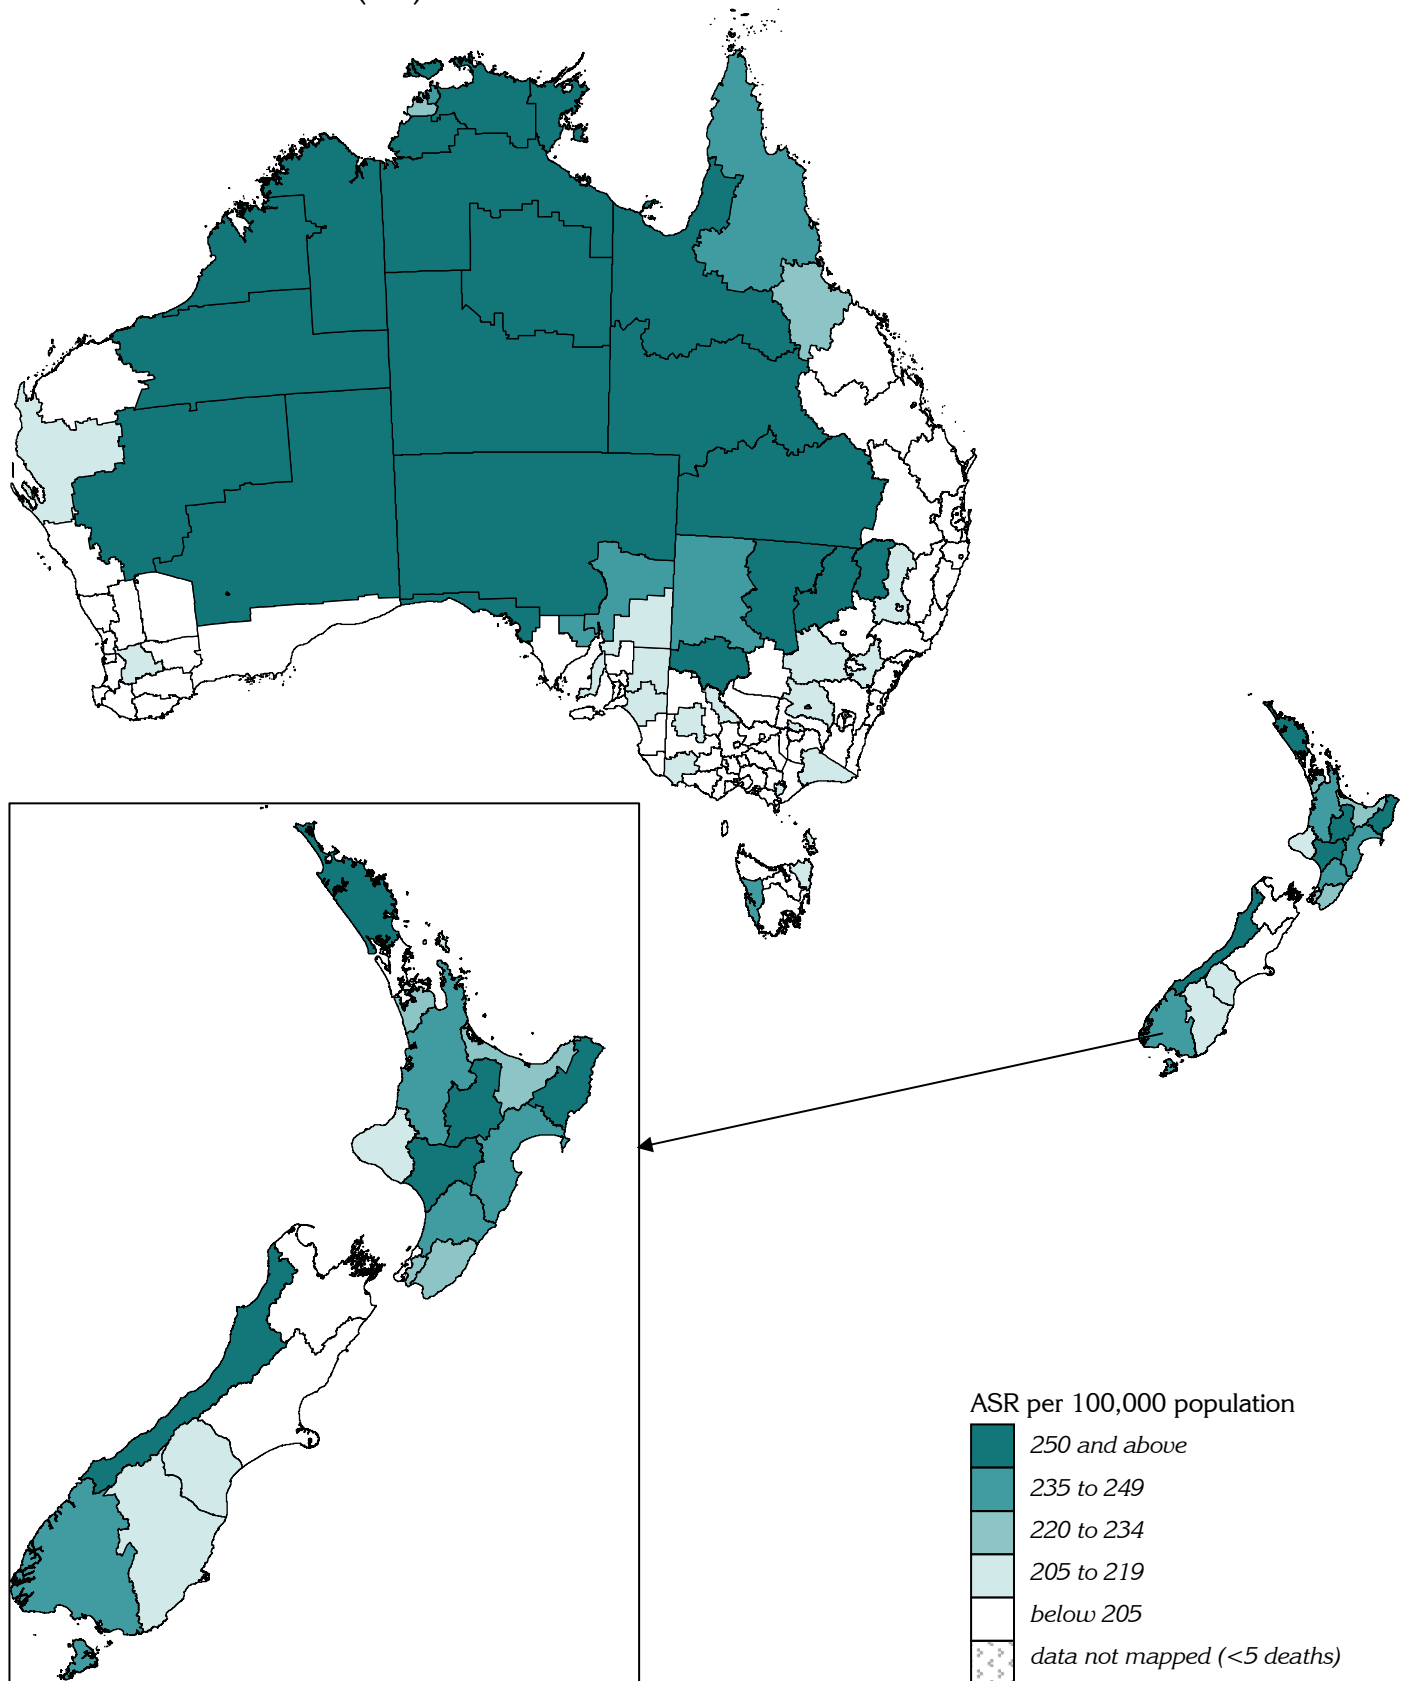 ASR per 100,000 population
250 and above
235 to 249
220 to 234
205 to 219
below 205
data not mapped (<5 deaths)